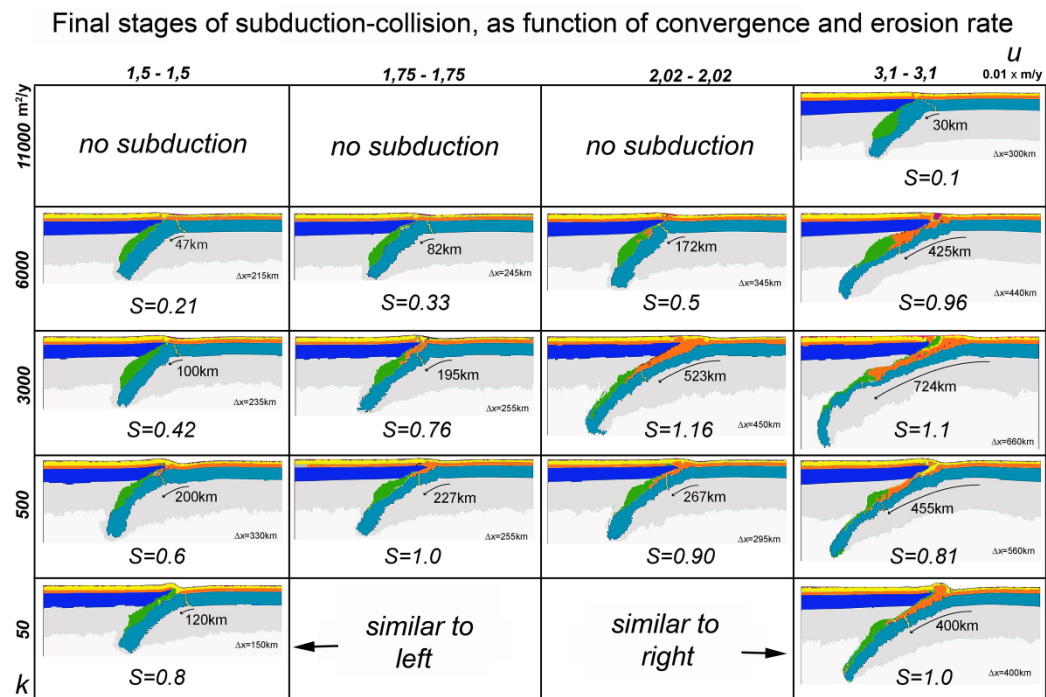 Final stages of subduction-collision, as function of convergence and erosion rate
u
1,5 - 1,5
1,75 - 1,75
2,02 - 2,02
3,1 - 3,1
0.01 x m/y
11000 m²/y
no subduction
no subduction
no subduction
30km
Δx=300km
S=0.1
6000
47km
Δx=215km
S=0.21
82km
Δx=245km
S=0.33
172km
Δx=345km
S=0.5
425km
Δx=440km
S=0.96
3000
100km
Δx=235km
S=0.42
195km
Δx=255km
S=0.76
523km
Δx=450km
S=1.16
724km
Δx=660km
S=1.1
500
200km
Δx=330km
S=0.6
227km
Δx=255km
S=1.0
267km
Δx=295km
S=0.90
455km
Δx=560km
S=0.81
50
120km
Δx=150km
S=0.8
similar to
left
similar to
right
400km
Δx=400km
S=1.0
k